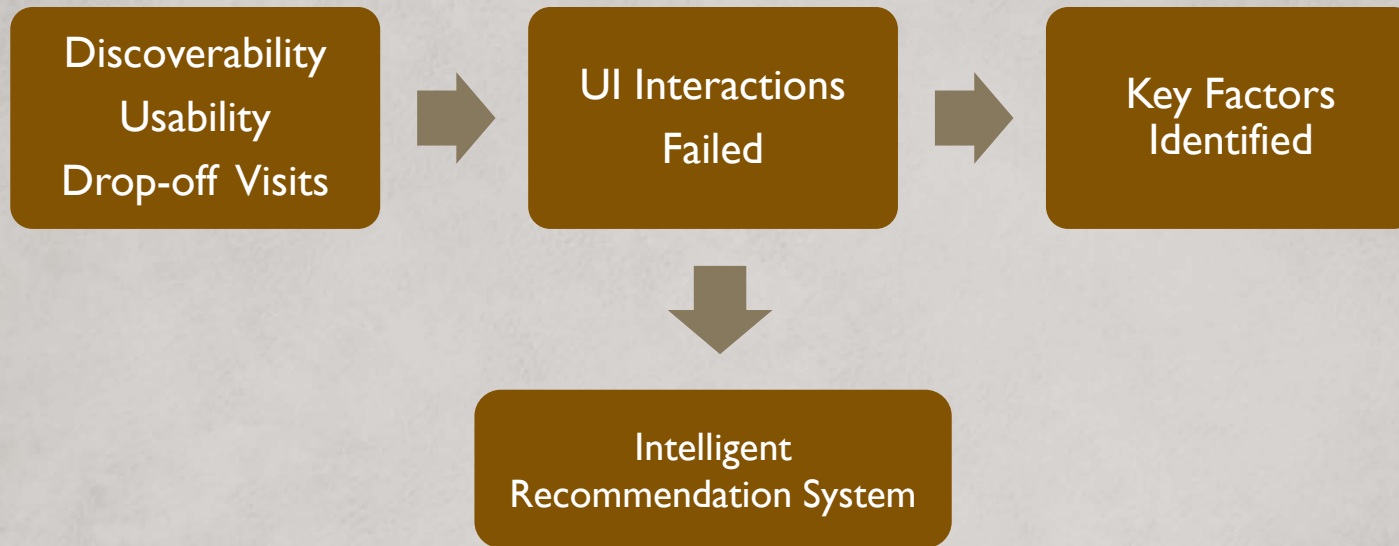 Discoverability
Usability
Drop-off Visits
UI Interactions
Failed
Key Factors
Identified
Intelligent
Recommendation System